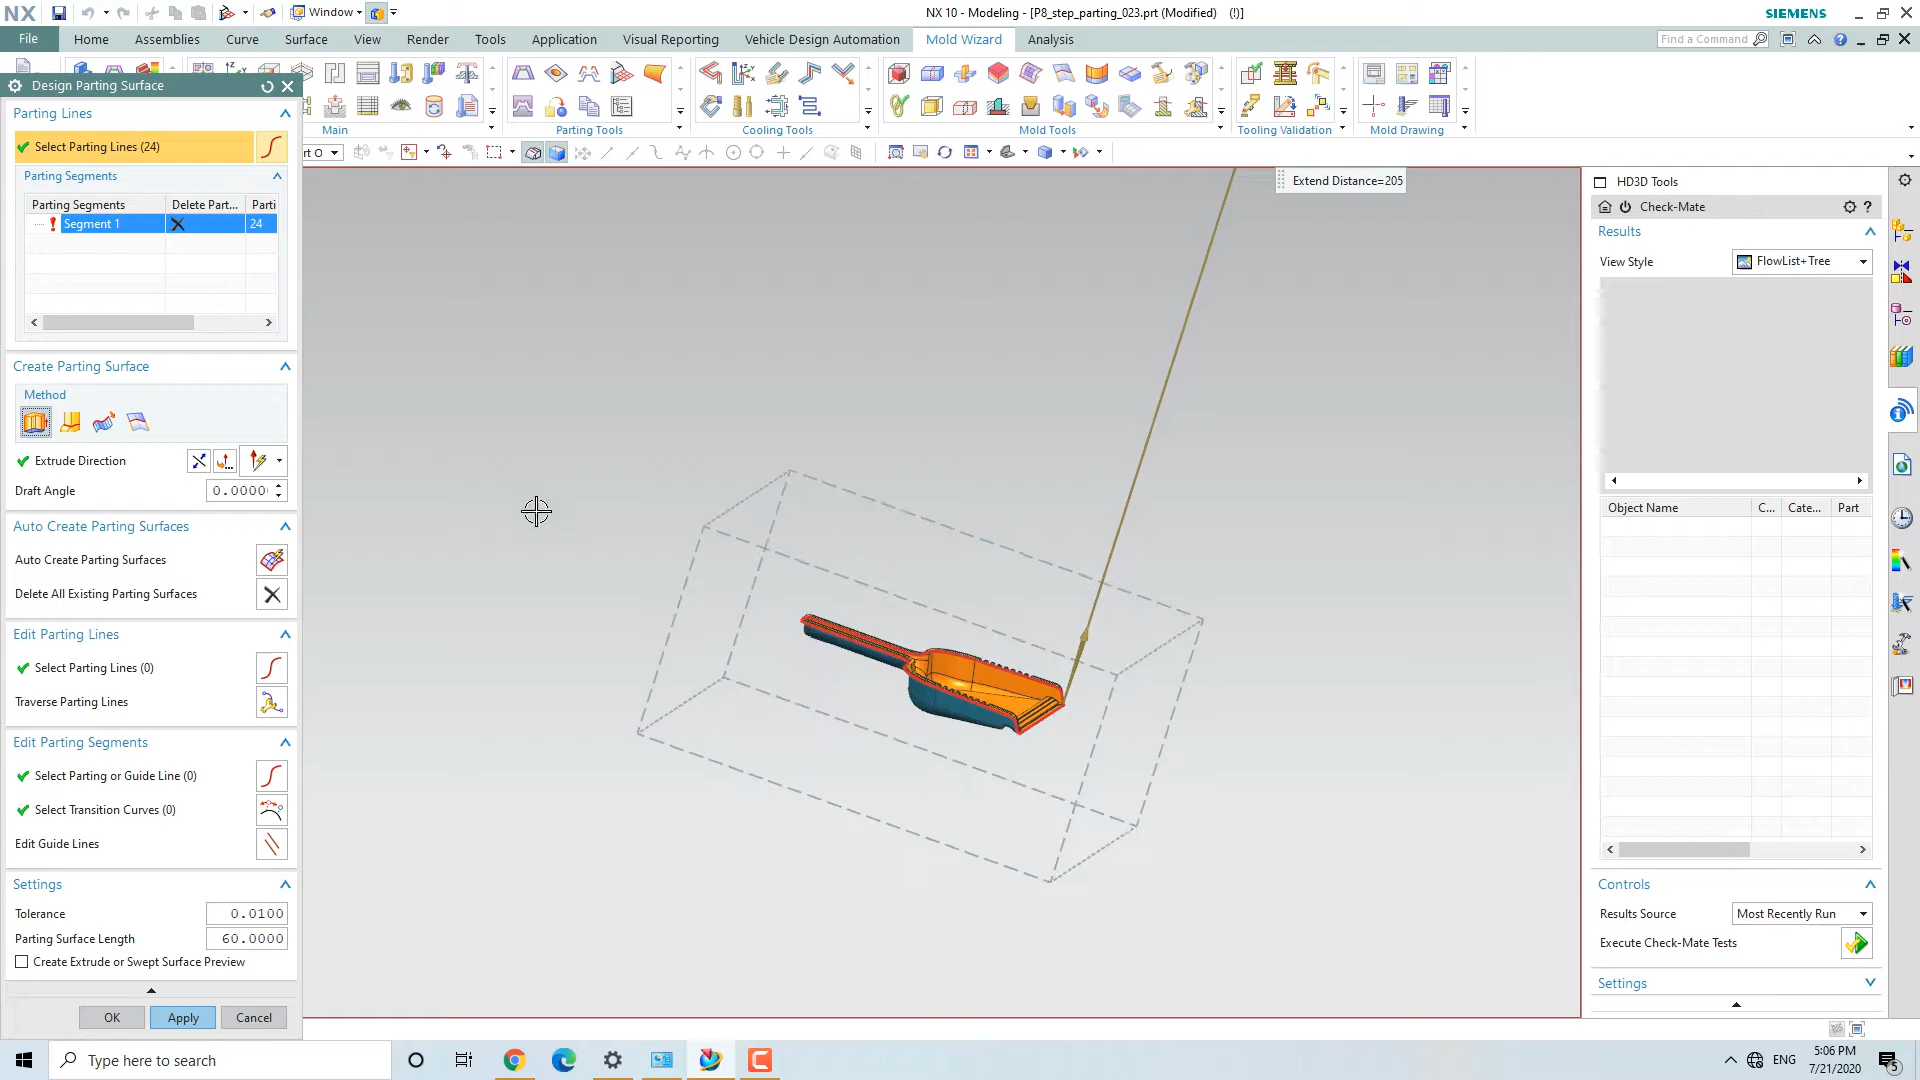 NX
Window
NX 10 - Modeling - [P8_step_parting_023.prt (Modified) (!)]
SIEMENS
File Home Assemblies Curve Surface View Render Tools Application Visual Reporting Vehicle Design Automation Mold Wizard Analysis
Find a Command
Design Parting Surface
Main Parting Tools Cooling Tools Mold Tools Tooling Validation Mold Drawing
Parting Lines
Select Parting Lines (24)
rt O
Parting Segments
Parting Segments Delete Part... Parti
Segment 1 24
Create Parting Surface
Method
Extrude Direction
Draft Angle 0.0000
Auto Create Parting Surfaces
Auto Create Parting Surfaces
Delete All Existing Parting Surfaces
Edit Parting Lines
Select Parting Lines (0)
Traverse Parting Lines
Edit Parting Segments
Select Parting or Guide Line (0)
Select Transition Curves (0)
Edit Guide Lines
Settings
Tolerance 0.0100
Parting Surface Length 60.0000
Create Extrude or Swept Surface Preview
OK Apply Cancel
Extend Distance=205
HD3D Tools
Check-Mate
Results
View Style FlowList+Tree
Object Name C... Cate... Part
Controls
Results Source Most Recently Run
Execute Check-Mate Tests
Settings
Type here to search
ENG
5:06 PM
7/21/2020
5